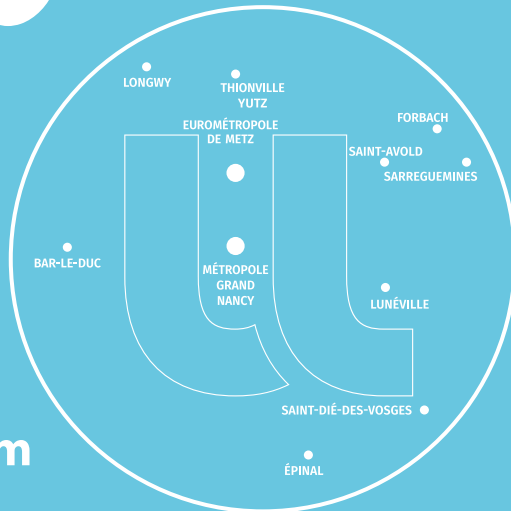 LONGWY
THIONVILLE
YUTZ
EUROMÉTROPOLE
DE METZ
FORBACH
SAINT-AVOLD
SARREGUEMINES
BAR-LE-DUC
MÉTROPOLE
GRAND
NANCY
LUNÉVILLE
SAINT-DIÉ-DES-VOSGES
m
ÉPINAL